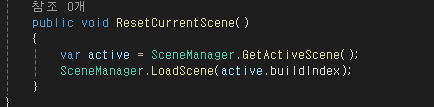 참조 0개
public void ResetCurrentScene()
{
var active = SceneManager.GetActiveScene();
SceneManager.LoadScene(active.buildIndex);
}
}